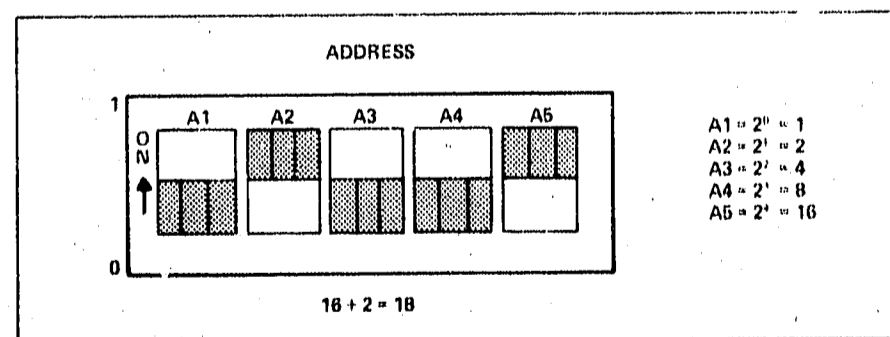 ADDRESS
1
A1 A2 A3 A4 A5
ON
0
16 + 2 = 18
A1 = 2⁰ = 1
A2 = 2¹ = 2
A3 = 2² = 4
A4 = 2³ = 8
A5 = 2⁴ = 16